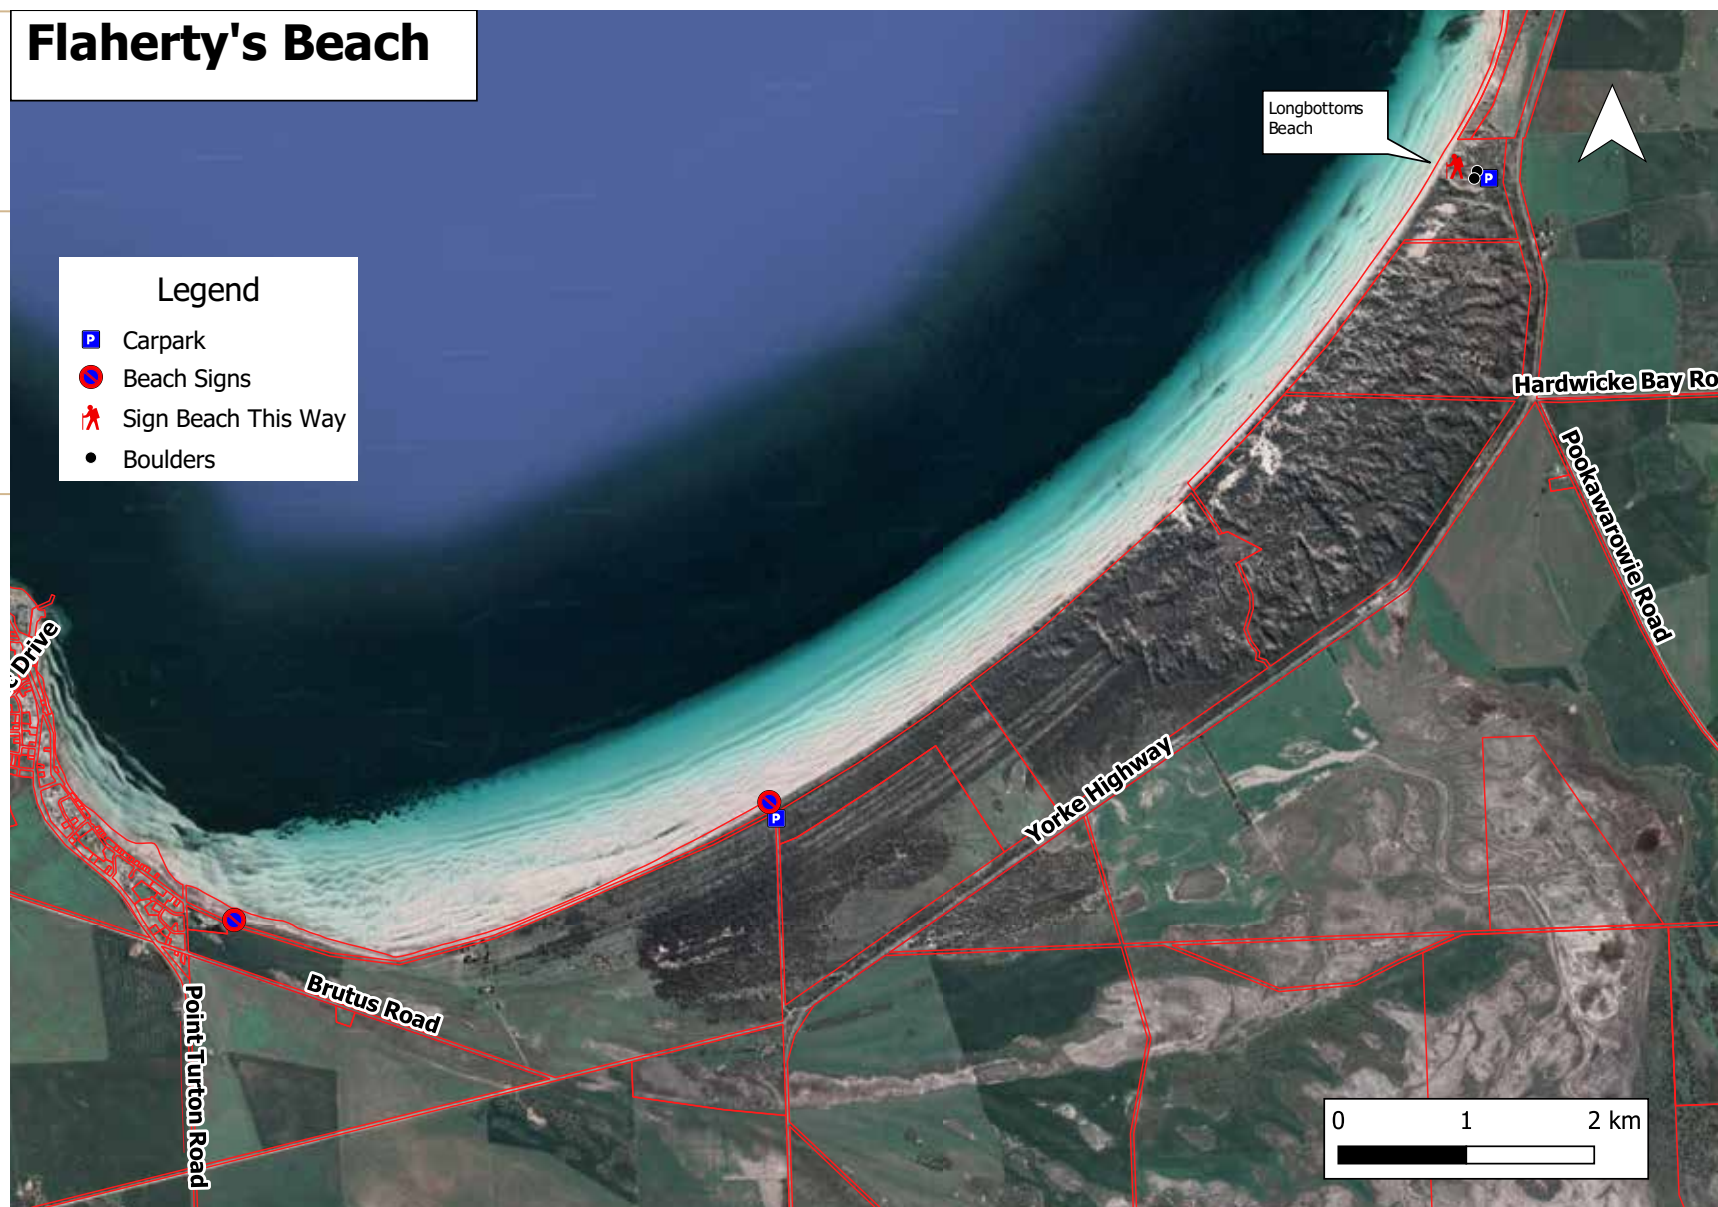 Flaherty's Beach
Longbottoms
Beach
Legend
P Carpark
Beach Signs
Sign Beach This Way
Boulders
P
Hardwicke Bay Ro
Pookawarowie Road
Drive
Yorke Highway
P
Brutus Road
Point Turton Road
0 1 2 km